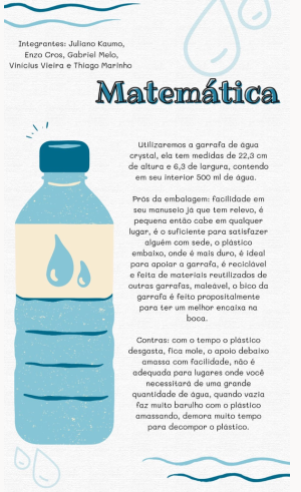 Integrantes: Juliano Kaumo,
Enzo Gros, Gabriel Melo,
Vinicius Vieira e Thiago Marinho
Matemática
Utilizaremos a garrafa de água
crystal, ela tem medidas de 22,3 cm
de altura e 6,3 de largura, contendo
em seu interior 500 ml de água.
Prós da embalagem: facilidade em
seu manuseio já que tem relevo, é
pequena então cabe em qualquer
lugar, é o suficiente para satisfazer
alguém com sede, o plástico
embaixo, onde é mais duro, é ideal
para apoiar a garrafa, é reciclável
e feita de materiais reutilizados de
outras garrafas, maleável, o bico da
garrafa é feito propositalmente
para ter um melhor encaixa na
boca.
Contras: com o tempo o plástico
desgasta, fica mole, o apoio debaixo
amassa com facilidade, não é
adequada para lugares onde você
necessitará de uma grande
quantidade de água, quando vazia
faz muito barulho com o plástico
amassando, demora muito tempo
para decompor o plástico.